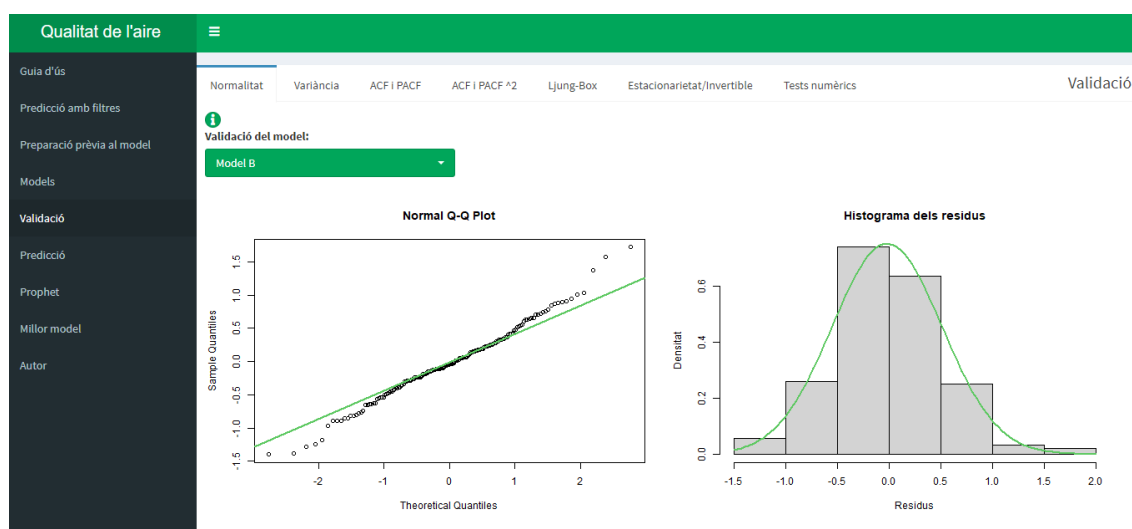 Qualitat de l'aire
Guia d'ús
Predicció amb filtres
Preparació prèvia al model
Models
Validació
Predicció
Prophet
Millor model
Autor
Normalitat Variància ACF i PACF ACF i PACF ^2 Ljung-Box Estacionarietat/Invertible Tests numèrics Validació
Validació del model:
Model B
Normal Q-Q Plot
Sample Quantiles
1.5
1.0
0.5
0.0
-0.5
-1.0
-1.5
-2 -1 0 1 2
Theoretical Quantiles
Histograma dels residus
Densitat
0.6
0.4
0.2
0.0
-1.5 -1.0 -0.5 0.0 0.5 1.0 1.5 2.0
Residus